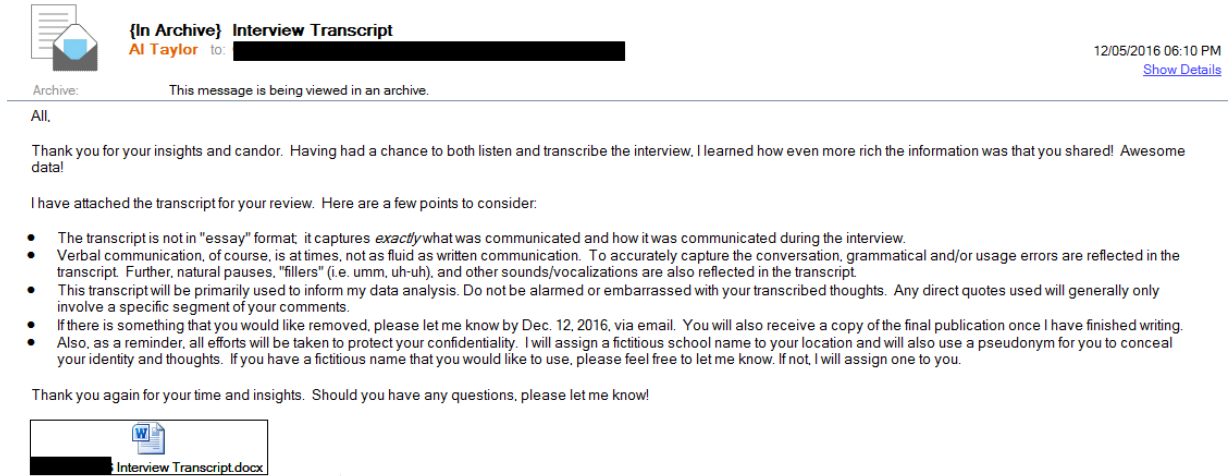 {In Archive} Interview Transcript
Al Taylor to:
12/05/2016 06:10 PM
Show Details
Archive: This message is being viewed in an archive.
All,
Thank you for your insights and candor. Having had a chance to both listen and transcribe the interview, I learned how even more rich the information was that you shared! Awesome
data!
I have attached the transcript for your review. Here are a few points to consider:
• The transcript is not in "essay" format; it captures exactly what was communicated and how it was communicated during the interview.
• Verbal communication, of course, is at times, not as fluid as written communication. To accurately capture the conversation, grammatical and/or usage errors are reflected in the
transcript. Further, natural pauses, "fillers" (i.e. umm, uh-uh), and other sounds/vocalizations are also reflected in the transcript.
• This transcript will be primarily used to inform my data analysis. Do not be alarmed or embarrassed with your transcribed thoughts. Any direct quotes used will generally only
involve a specific segment of your comments.
• If there is something that you would like removed, please let me know by Dec. 12, 2016, via email. You will also receive a copy of the final publication once I have finished writing.
• Also, as a reminder, all efforts will be taken to protect your confidentiality. I will assign a fictitious school name to your location and will also use a pseudonym for you to conceal
your identity and thoughts. If you have a fictitious name that you would like to use, please feel free to let me know. If not, I will assign one to you.
Thank you again for your time and insights. Should you have any questions, please let me know!
W
Interview Transcript.docx